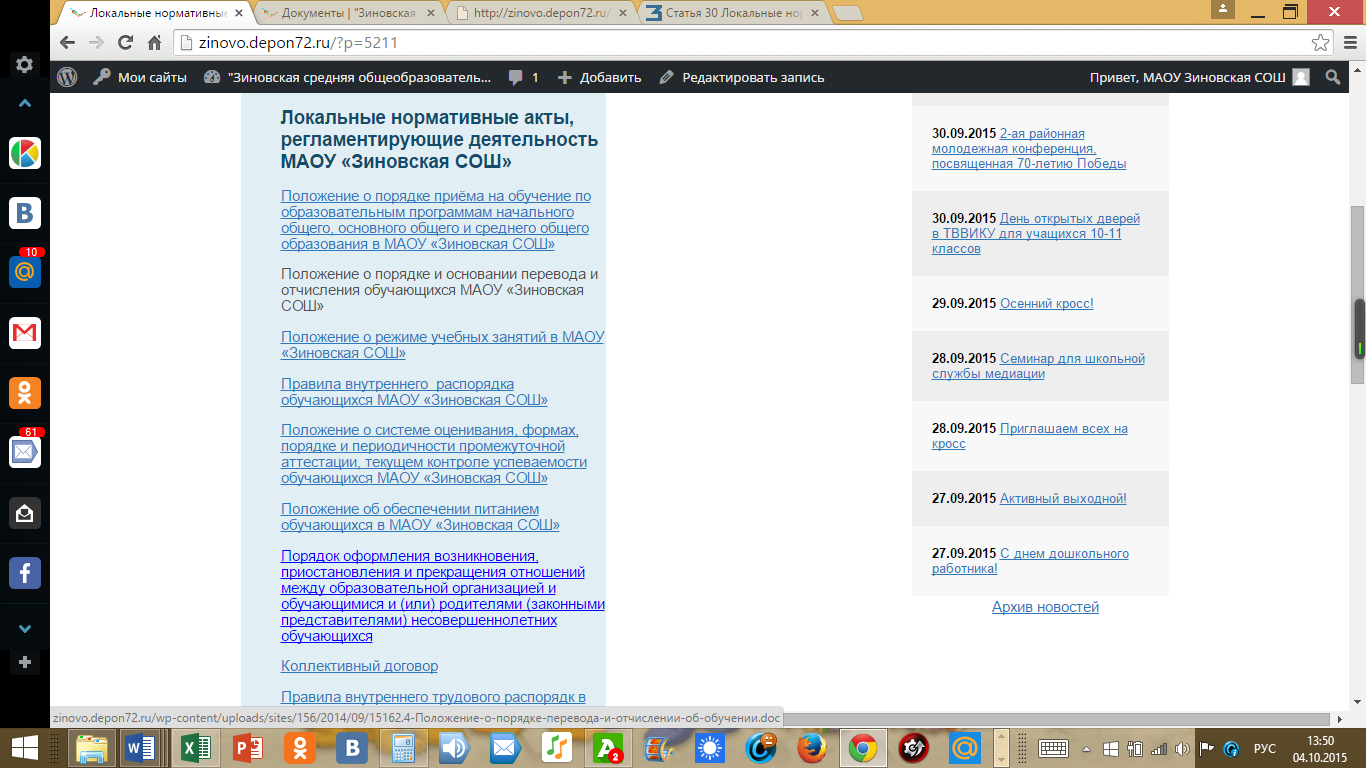 Локальные нормативные
Документы | "Зиновская
http://zinovo.depon72.ru/
Статья 30 Локальные нор
zinovo.depon72.ru/?p=5211
Мои сайты
"Зиновская средняя общеобразователь...
1
Добавить
Редактировать запись
Привет, МАОУ Зиновская СОШ
Локальные нормативные акты,
регламентирующие деятельность
МАОУ «Зиновская СОШ»
Положение о порядке приёма на обучение по
образовательным программам начального
общего, основного общего и среднего общего
образования в МАОУ «Зиновская СОШ»
Положение о порядке и основании перевода и
отчисления обучающихся МАОУ «Зиновская
СОШ»
Положение о режиме учебных занятий в МАОУ
«Зиновская СОШ»
Правила внутреннего распорядка
обучающихся МАОУ «Зиновская СОШ»
Положение о системе оценивания, формах,
порядке и периодичности промежуточной
аттестации, текущем контроле успеваемости
обучающихся МАОУ «Зиновская СОШ»
Положение об обеспечении питанием
обучающихся в МАОУ «Зиновская СОШ»
Порядок оформления возникновения,
приостановления и прекращения отношений
между образовательной организацией и
обучающимися и (или) родителями (законными
представителями) несовершеннолетних
обучающихся
Коллективный договор
Правила внутреннего трудового распорядк в
30.09.2015 2-ая районная
молодежная конференция,
посвященная 70-летию Победы
30.09.2015 День открытых дверей
в ТВВИКУ для учащихся 10-11
классов
29.09.2015 Осенний кросс!
28.09.2015 Семинар для школьной
службы медиации
28.09.2015 Приглашаем всех на
кросс
27.09.2015 Активный выходной!
27.09.2015 С днем дошкольного
работника!
Архив новостей
10
61
zinovo.depon72.ru/wp-content/uploads/sites/156/2014/09/15162.4-Положение-о-порядке-перевода-и-отчислении-об-обучении.doc
2
РУС
13:50
04.10.2015